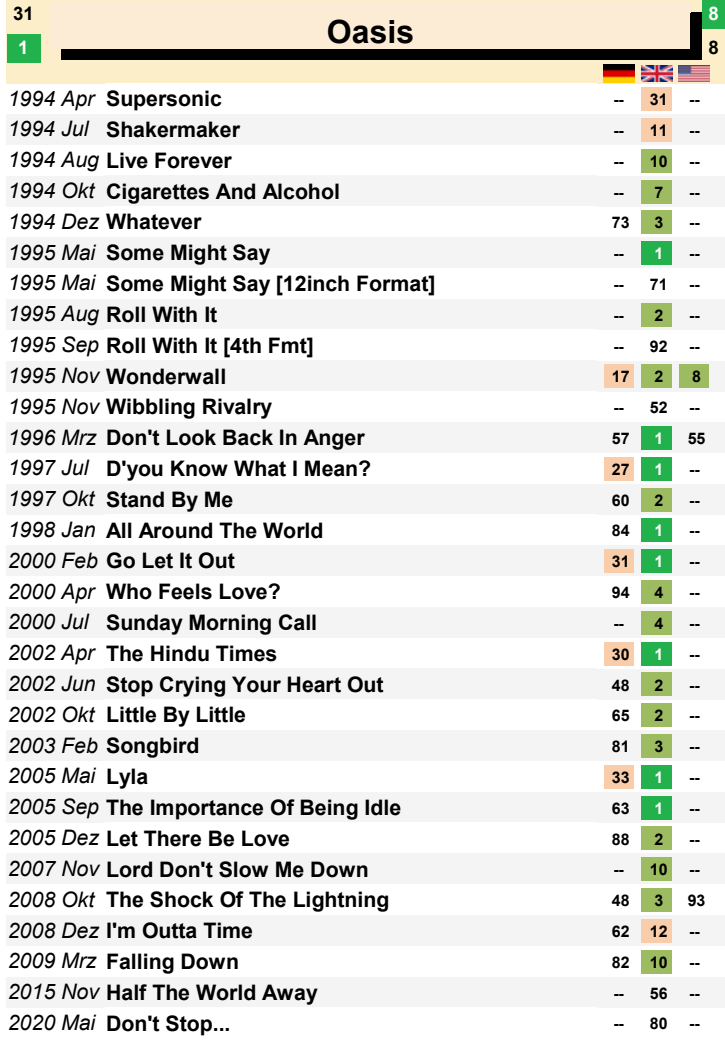 31 Oasis 8
1 8
1994 Apr Supersonic -- 31 --
1994 Jul Shakermaker -- 11 --
1994 Aug Live Forever -- 10 --
1994 Okt Cigarettes And Alcohol -- 7 --
1994 Dez Whatever 73 3 --
1995 Mai Some Might Say -- 1 --
1995 Mai Some Might Say [12inch Format] -- 71 --
1995 Aug Roll With It -- 2 --
1995 Sep Roll With It [4th Fmt] -- 92 --
1995 Nov Wonderwall 17 2 8
1995 Nov Wibbling Rivalry -- 52 --
1996 Mrz Don't Look Back In Anger 57 1 55
1997 Jul D'you Know What I Mean? 27 1 --
1997 Okt Stand By Me 60 2 --
1998 Jan All Around The World 84 1 --
2000 Feb Go Let It Out 31 1 --
2000 Apr Who Feels Love? 94 4 --
2000 Jul Sunday Morning Call -- 4 --
2002 Apr The Hindu Times 30 1 --
2002 Jun Stop Crying Your Heart Out 48 2 --
2002 Okt Little By Little 65 2 --
2003 Feb Songbird 81 3 --
2005 Mai Lyla 33 1 --
2005 Sep The Importance Of Being Idle 63 1 --
2005 Dez Let There Be Love 88 2 --
2007 Nov Lord Don't Slow Me Down -- 10 --
2008 Okt The Shock Of The Lightning 48 3 93
2008 Dez I'm Outta Time 62 12 --
2009 Mrz Falling Down 82 10 --
2015 Nov Half The World Away -- 56 --
2020 Mai Don't Stop... -- 80 --